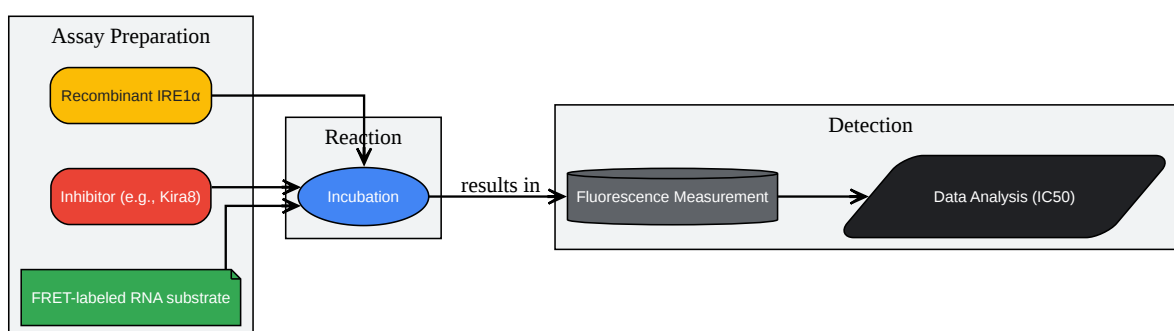 Assay Preparation
Recombinant IRE1α
Inhibitor (e.g., Kira8)
FRET-labeled RNA substrate
Reaction
Incubation
results in
Detection
Fluorescence Measurement
Data Analysis (IC50)